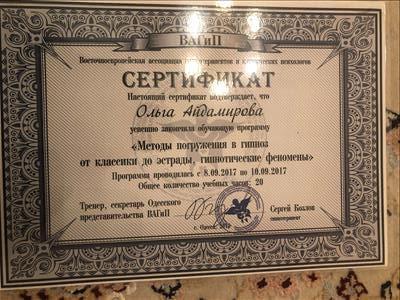 ВАГиП
Восточноевропейская ассоциация и психологов
СЕРТИФИКАТ
Настоящий сертификат подтверждает, что
Ольга Айдамирова
успешно закончила обучающую программу
«Методы погружения в гипноз
от классики до эстрады, гипнотические феномены»
Программа проводилась с 8.09.2017 по 10.09.2017
Общее количество учебных часов: 20
Тренер, секретарь Одесского
представительства ВАГиП
Сергей Козлов
гипнотерапевт
г. Одесса, 2017